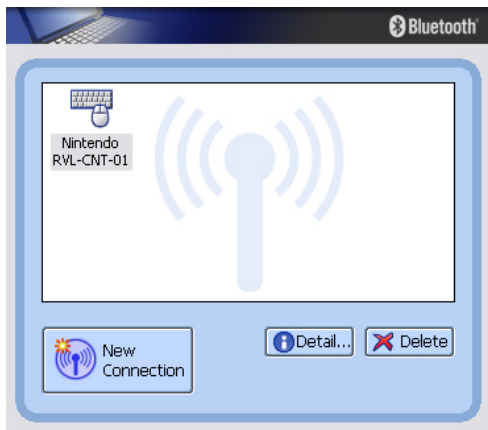 Bluetooth
Nintendo
RVL-CNT-01
New
Connection
Detail...
Delete